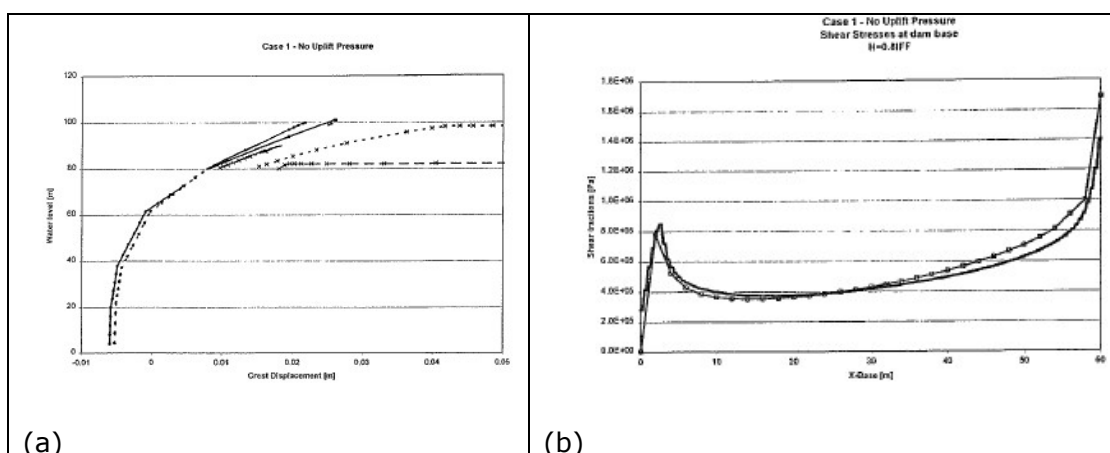 Case 1 - No Uplift Pressure
120
100
80
60
40
20
0
-0.01
0
0.01
0.02
0.03
0.04
0.05
Water level [m]
Crest Displacement [m]
(a)
Case 1 - No Uplift Pressure
Shear Stresses at dam base
1.8E+06
1.6E+06
1.4E+06
1.2E+06
1.0E+06
8.0E+05
6.0E+05
4.0E+05
2.0E+05
0.0E+00
0
10
20
30
40
50
60
Shear tractions [Pa]
X-Base [m]
(b)